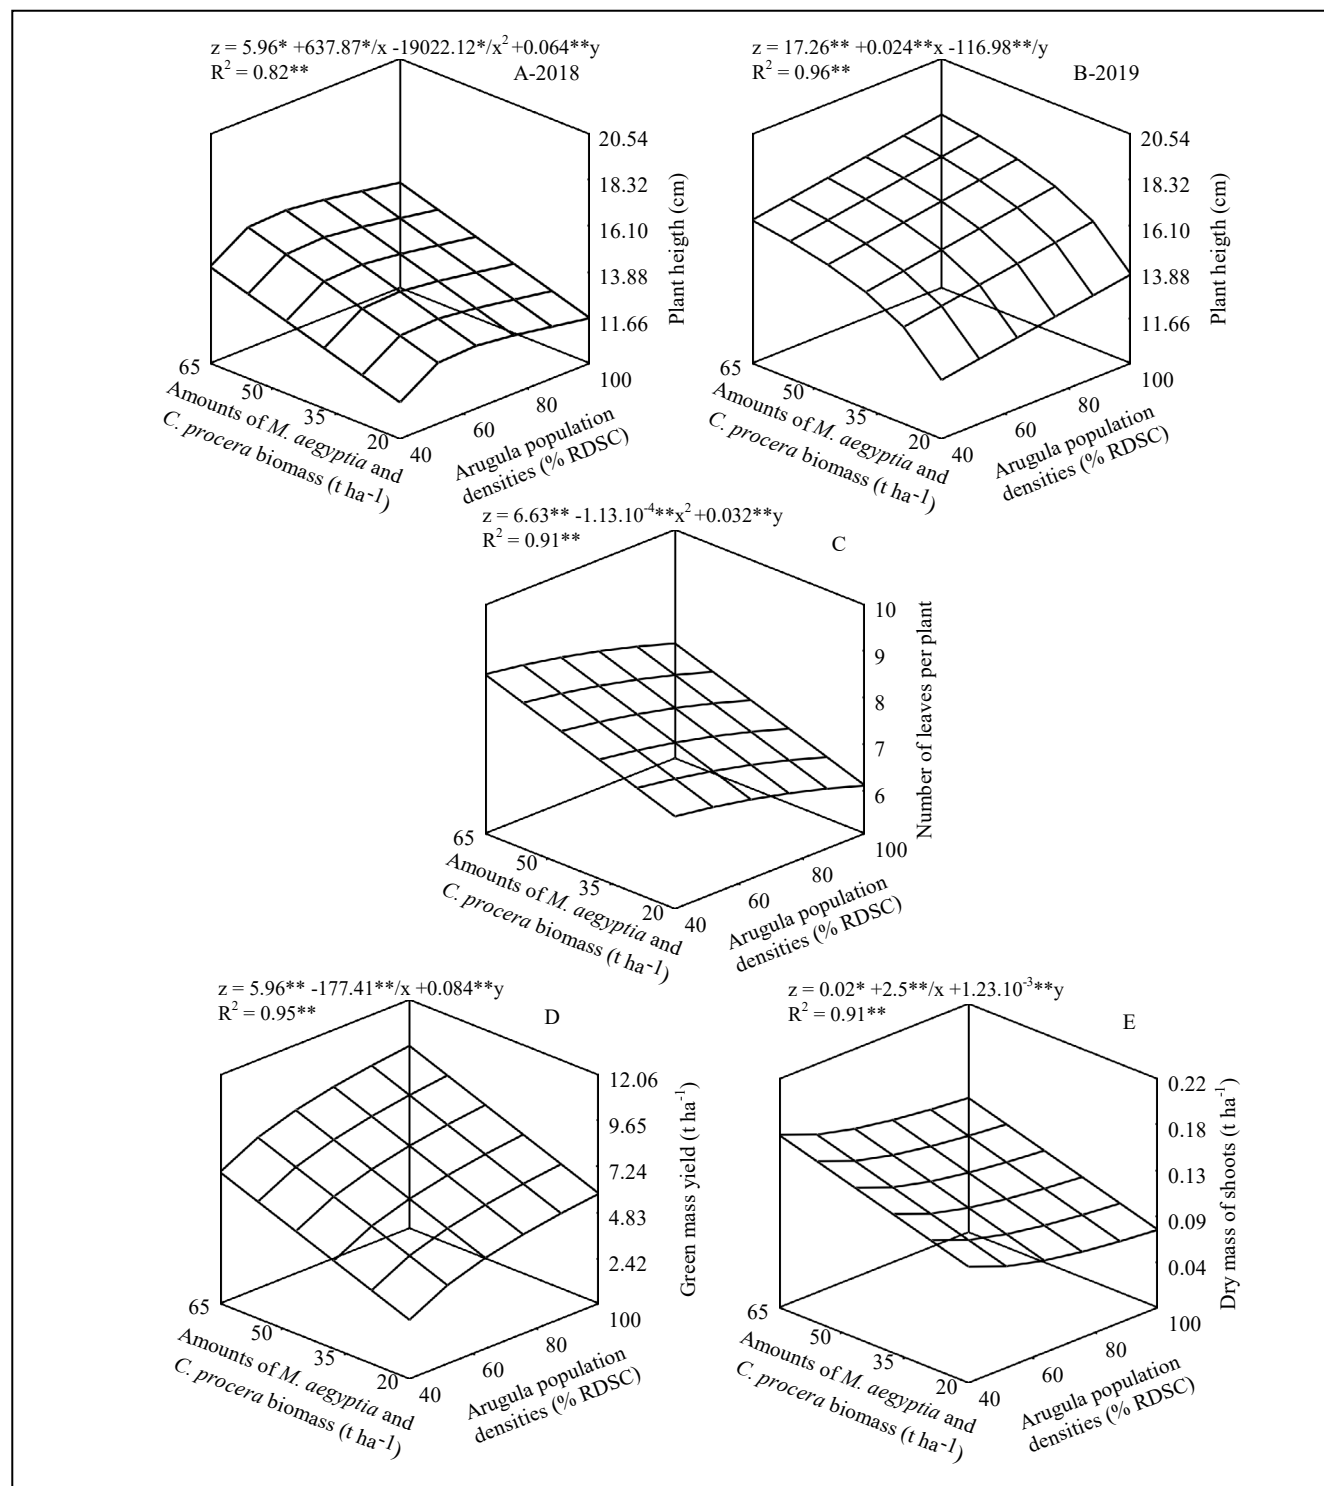 z = 5.96* +637.87*/x -19022.12*/x² +0.064**y
R² = 0.82**
A-2018
20.54
18.32
16.10
13.88
11.66
Plant heigth (cm)
65
50
35
20
Amounts of M. aegyptia and
C. procera biomass (t ha-1)
40
60
80
100
Arugula population
densities (% RDSC)
z = 17.26** +0.024**x -116.98**/y
R² = 0.96**
B-2019
20.54
18.32
16.10
13.88
11.66
Plant heigth (cm)
65
50
35
20
Amounts of M. aegyptia and
C. procera biomass (t ha-1)
40
60
80
100
Arugula population
densities (% RDSC)
z = 6.63** -1.13.10⁻⁴**x² +0.032**y
R² = 0.91**
C
10
9
8
7
6
Number of leaves per plant
65
50
35
20
Amounts of M. aegyptia and
C. procera biomass (t ha-1)
40
60
80
100
Arugula population
densities (% RDSC)
z = 5.96** -177.41**/x +0.084**y
R² = 0.95**
D
12.06
9.65
7.24
4.83
2.42
Green mass yield (t ha⁻¹)
65
50
35
20
Amounts of M. aegyptia and
C. procera biomass (t ha-1)
40
60
80
100
Arugula population
densities (% RDSC)
z = 0.02* +2.5**/x +1.23.10⁻³**y
R² = 0.91**
E
0.22
0.18
0.13
0.09
0.04
Dry mass of shoots (t ha⁻¹)
65
50
35
20
Amounts of M. aegyptia and
C. procera biomass (t ha-1)
40
60
80
100
Arugula population
densities (% RDSC)